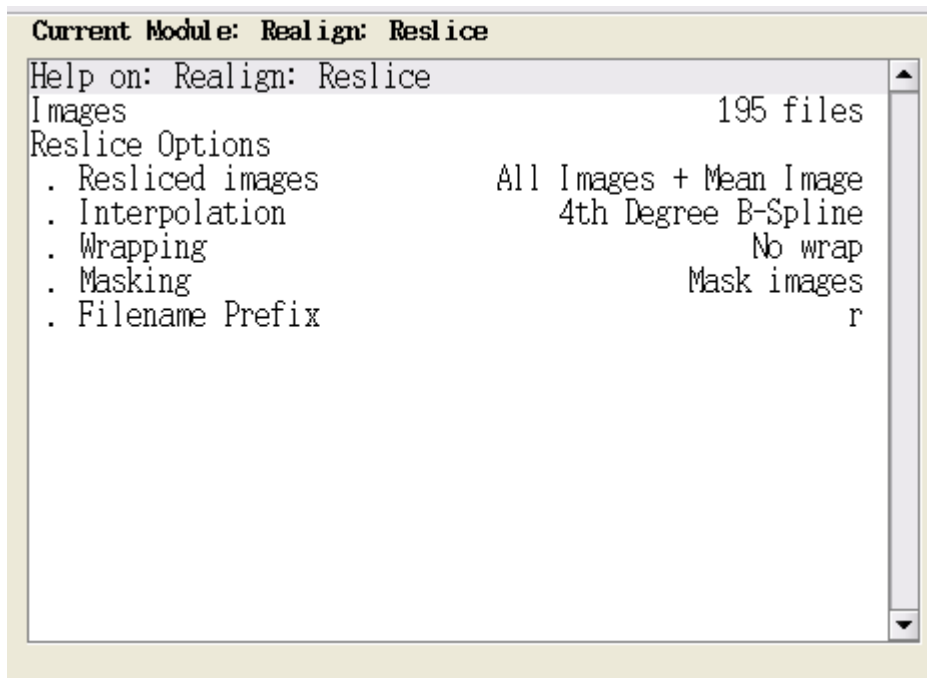 Current Module: Realign: Reslice
Help on: Realign: Reslice
Images 195 files
Reslice Options
. Resliced images All Images + Mean Image
. Interpolation 4th Degree B-Spline
. Wrapping No wrap
. Masking Mask images
. Filename Prefix r